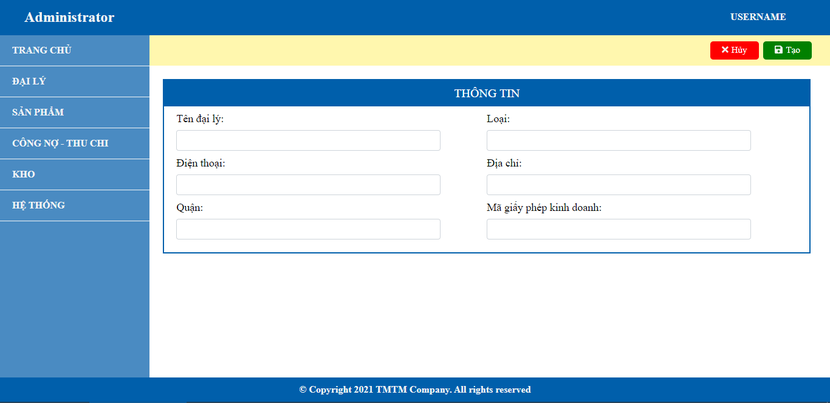 Administrator
USERNAME
TRANG CHỦ
ĐẠI LÝ
SẢN PHẨM
CÔNG NỢ - THU CHI
KHO
HỆ THỐNG
Hủy
Tạo
THÔNG TIN
Tên đại lý:
Loại:
Điện thoại:
Địa chỉ:
Quận:
Mã giấy phép kinh doanh:
© Copyright 2021 TMTM Company. All rights reserved